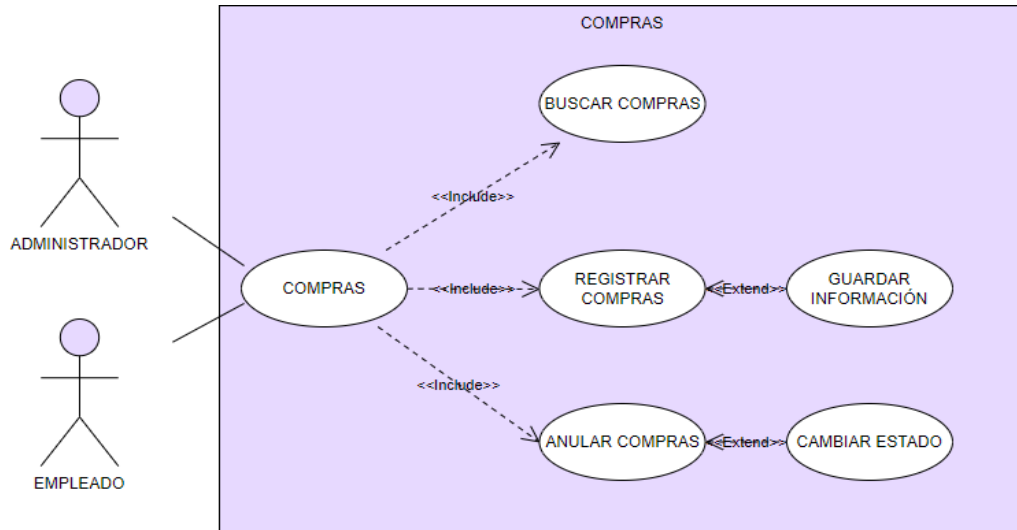 COMPRAS
BUSCAR COMPRAS
<<Include>>
ADMINISTRADOR
COMPRAS
<<Include>>
REGISTRAR
COMPRAS
<<Extend>>
GUARDAR
INFORMACIÓN
<<Include>>
ANULAR COMPRAS
<<Extend>>
CAMBIAR ESTADO
EMPLEADO